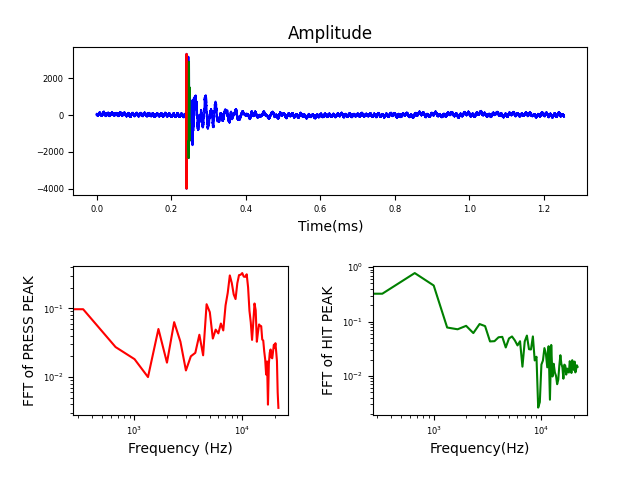 Amplitude
2000
0
−2000
−4000
0.0 0.2 0.4 0.6 0.8 1.0 1.2
Time(ms)
FFT of PRESS PEAK
10⁻¹
10⁻²
10³ 10⁴
Frequency (Hz)
FFT of HIT PEAK
10⁰
10⁻¹
10⁻²
10³ 10⁴
Frequency(Hz)